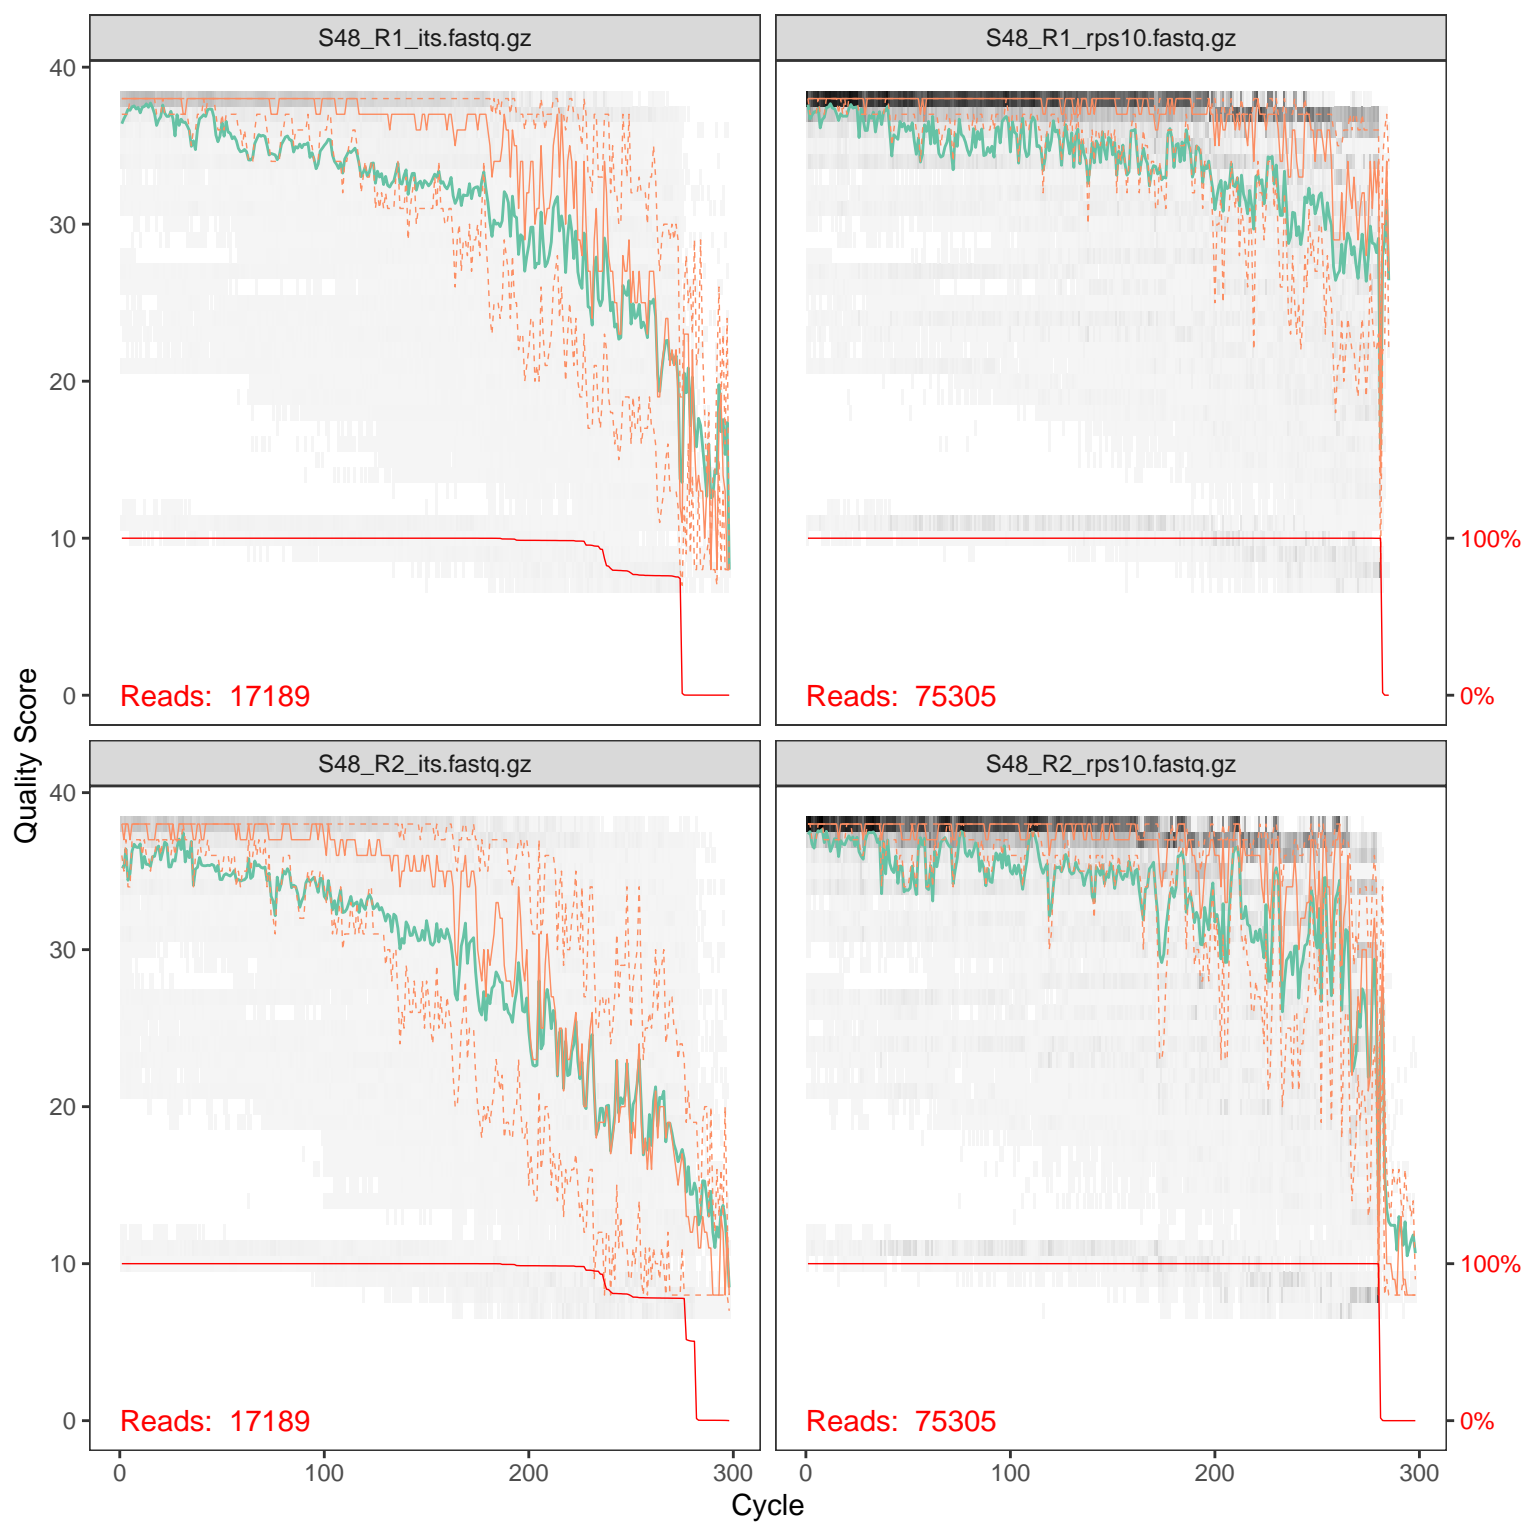 S48_R1_its.fastq.gz
S48_R1_rps10.fastq.gz
40
30
20
10
0
100%
0%
Reads: 17189
Reads: 75305
Quality Score
S48_R2_its.fastq.gz
S48_R2_rps10.fastq.gz
40
30
20
10
0
100%
0%
Reads: 17189
Reads: 75305
0
100
200
300
0
100
200
300
Cycle